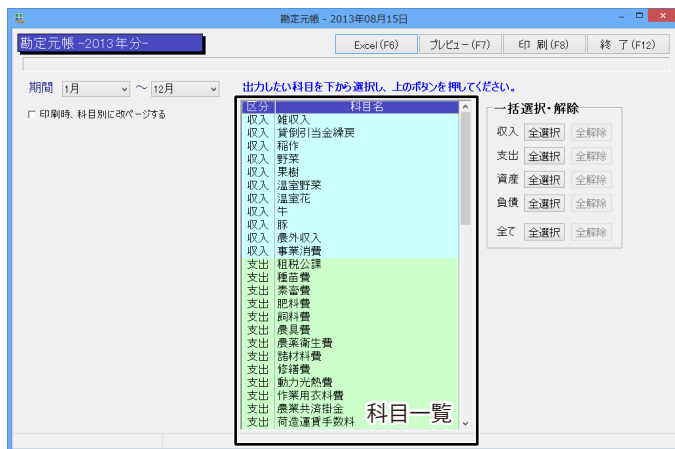 勘定元帳 - 2013年08月15日
勘定元帳 -2013年分-
Excel(F6) プレビュー(F7) 印 刷(F8) 終 了(F12)
期間 1月 ～ 12月
印刷時、科目別に改ページする
出力したい科目を下から選択し、上のボタンを押してください。
区分 科目名
収入 雑収入
収入 貸倒引当金繰戻
収入 稲作
収入 野菜
収入 果樹
収入 温室野菜
収入 温室花
収入 牛
収入 豚
収入 農外収入
収入 事業消費
支出 租税公課
支出 種苗費
支出 素畜費
支出 肥料費
支出 飼料費
支出 農具費
支出 農薬衛生費
支出 諸材料費
支出 修繕費
支出 動力光熱費
支出 作業用衣料費
支出 農業共済掛金
支出 荷造運賃手数料
科目一覧
一括選択・解除
収入 全選択 全解除
支出 全選択 全解除
資産 全選択 全解除
負債 全選択 全解除
全て 全選択 全解除